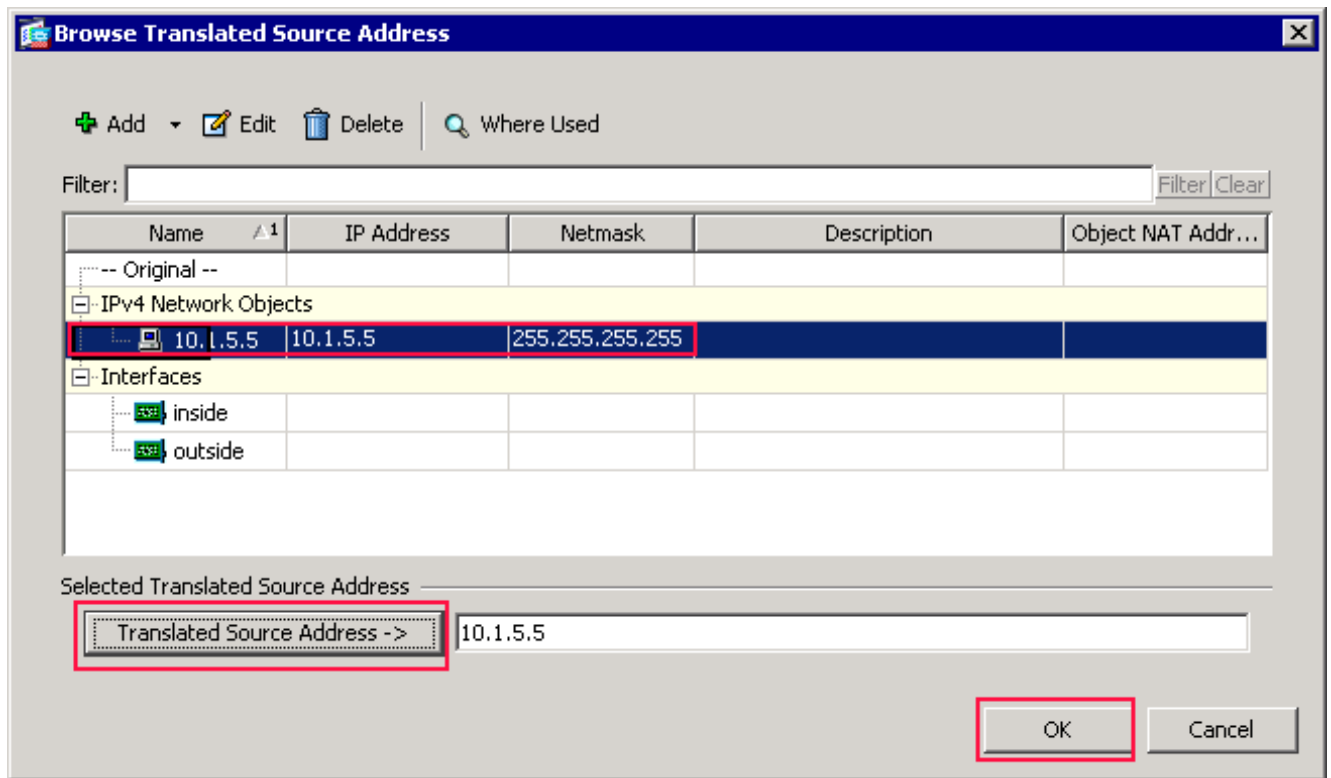 Browse Translated Source Address
Add Edit Delete Where Used
Filter: Filter Clear
Name 1 IP Address Netmask Description Object NAT Addr...
-- Original --
IPv4 Network Objects
10.1.5.5 10.1.5.5 255.255.255.255
Interfaces
inside
outside
Selected Translated Source Address
Translated Source Address -> 10.1.5.5
OK Cancel